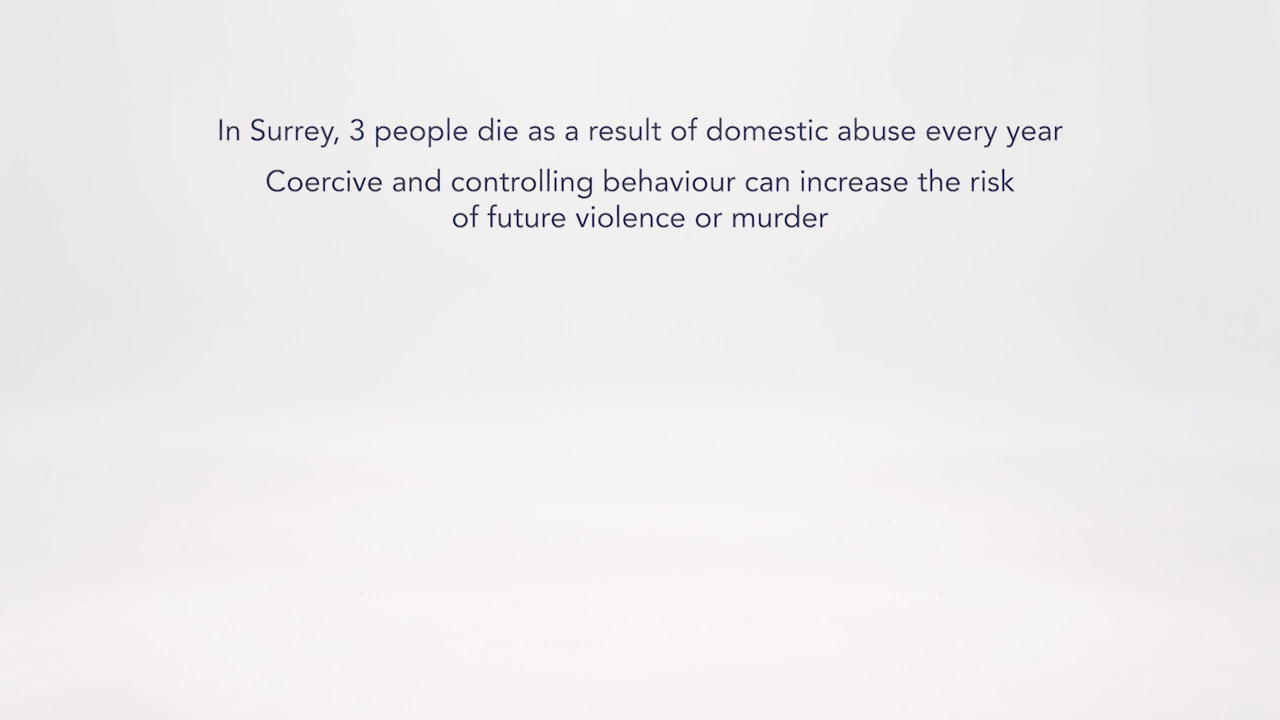 In Surrey, 3 people die as a result of domestic abuse every year
Coercive and controlling behaviour can increase the risk
of future violence or murder